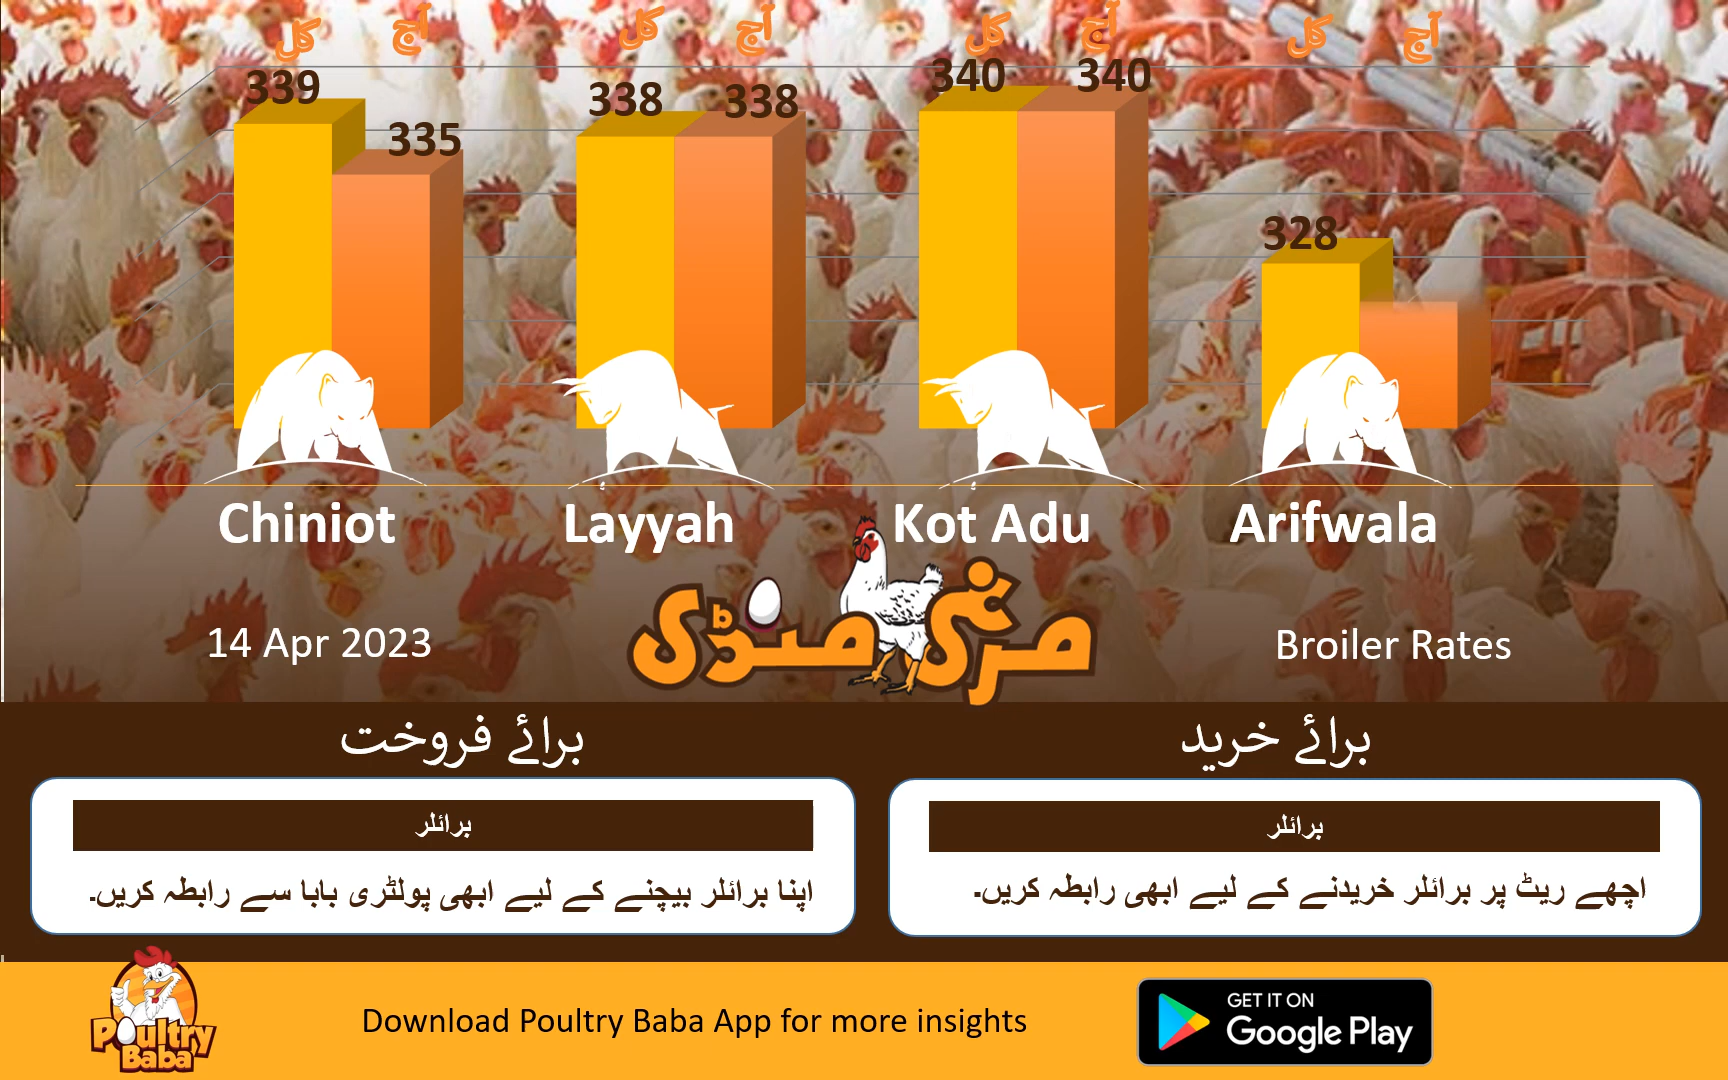 کل آج کل آج کل آج کل آج
339 335 338 338 340 340 328
Chiniot Layyah Kot Adu Arifwala
14 Apr 2023
مرغی منڈی
Broiler Rates
برائے خرید
برائلر
اچھے ریٹ پر برائلر خریدنے کے لیے ابھی رابطہ کریں۔
برائے فروخت
برائلر
اپنا برائلر بیچنے کے لیے ابھی پولٹری بابا سے رابطہ کریں۔
Poultry
Baba
Download Poultry Baba App for more insights
GET IT ON
Google Play